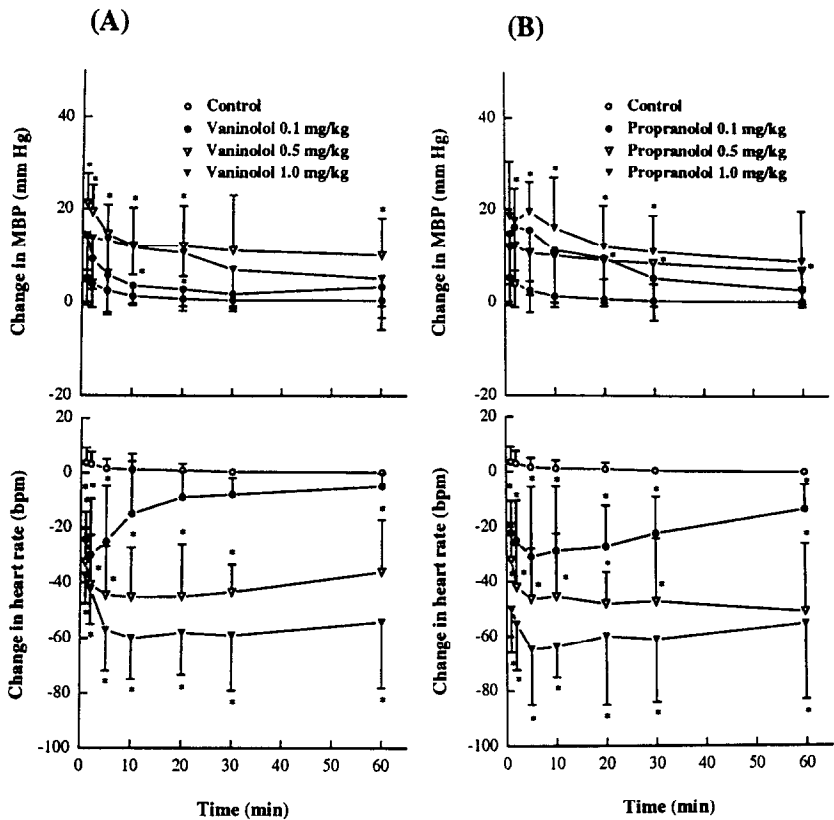 (A)
40
20
0
-20
Change in MBP (mm Hg)
Control
Vaninolol 0.1 mg/kg
Vaninolol 0.5 mg/kg
Vaninolol 1.0 mg/kg
*
*
*
*
*
*
*
*
20
0
-20
-40
-60
-80
-100
Change in heart rate (bpm)
0
10
20
30
40
50
60
Time (min)
(B)
40
20
0
-20
Change in MBP (mm Hg)
Control
Propranolol 0.1 mg/kg
Propranolol 0.5 mg/kg
Propranolol 1.0 mg/kg
20
0
-20
-40
-60
-80
-100
Change in heart rate (bpm)
0
10
20
30
40
50
60
Time (min)